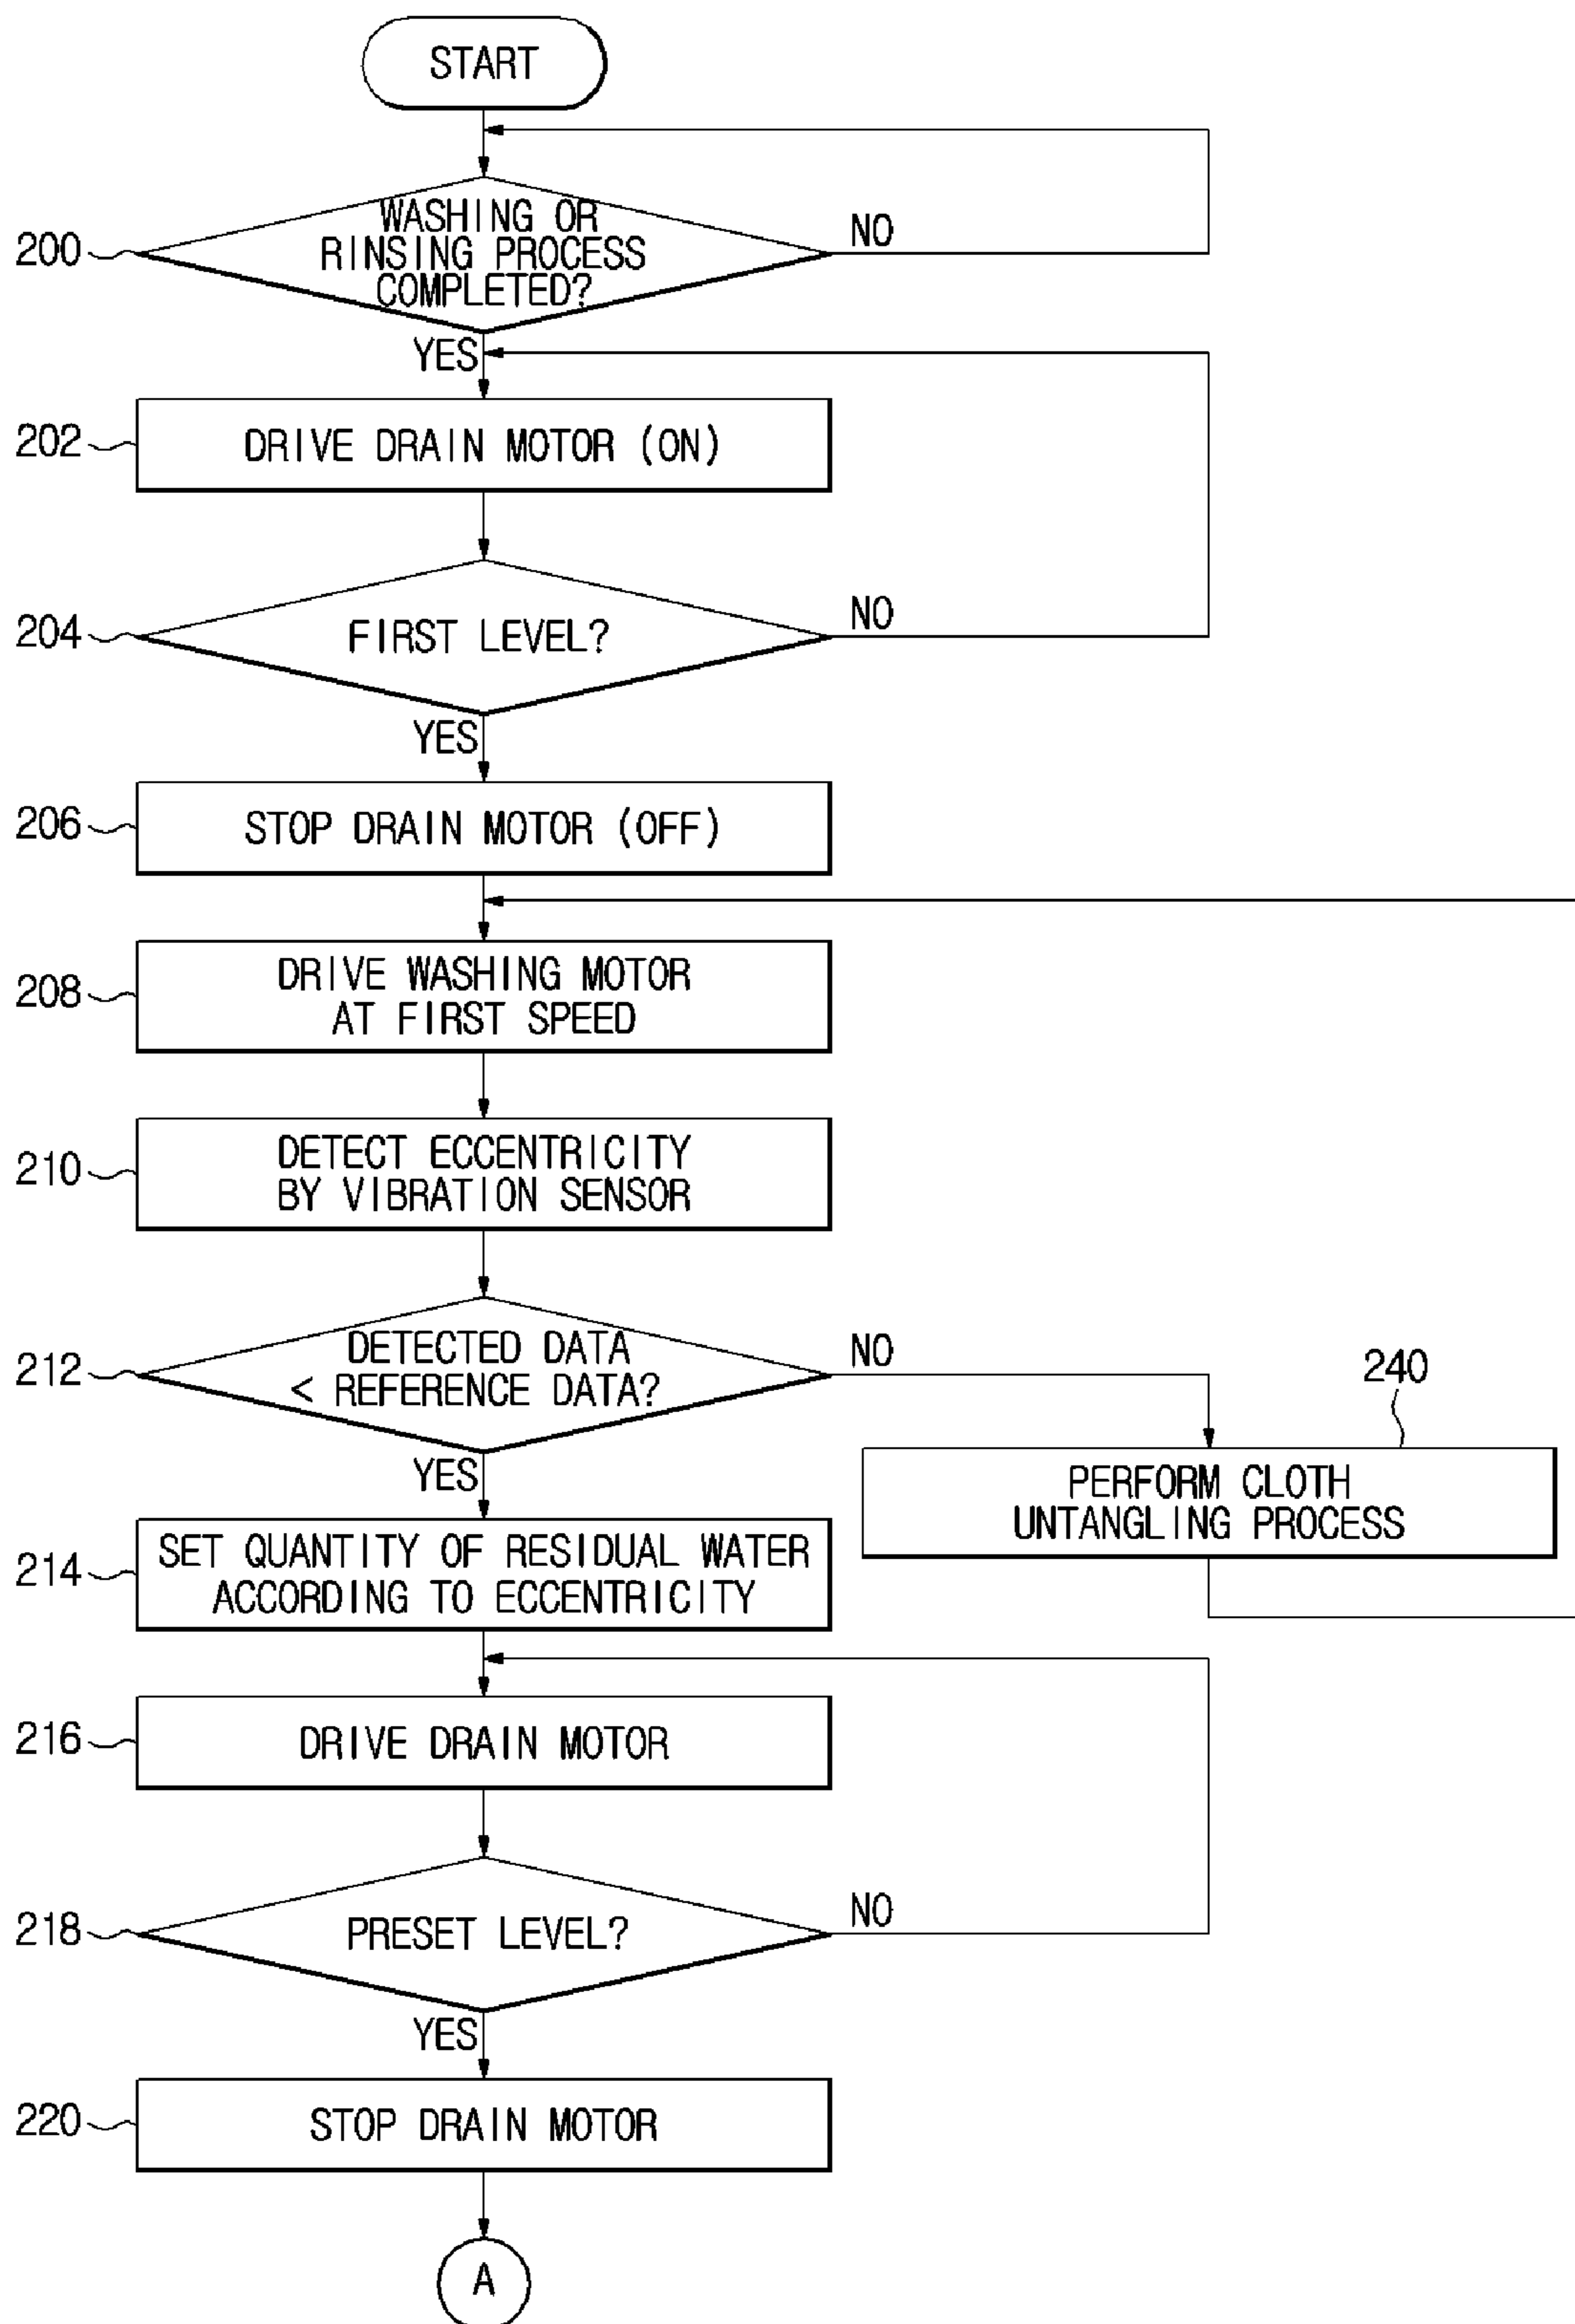 START
200
WASHING OR
RINSING PROCESS
COMPLETED?
NO
YES
202
DRIVE DRAIN MOTOR (ON)
204
FIRST LEVEL?
NO
YES
206
STOP DRAIN MOTOR (OFF)
208
DRIVE WASHING MOTOR
AT FIRST SPEED
210
DETECT ECCENTRICITY
BY VIBRATION SENSOR
212
DETECTED DATA
< REFERENCE DATA?
NO
240
PERFORM CLOTH
UNTANGLING PROCESS
YES
214
SET QUANTITY OF RESIDUAL WATER
ACCORDING TO ECCENTRICITY
216
DRIVE DRAIN MOTOR
218
PRESET LEVEL?
NO
YES
220
STOP DRAIN MOTOR
A